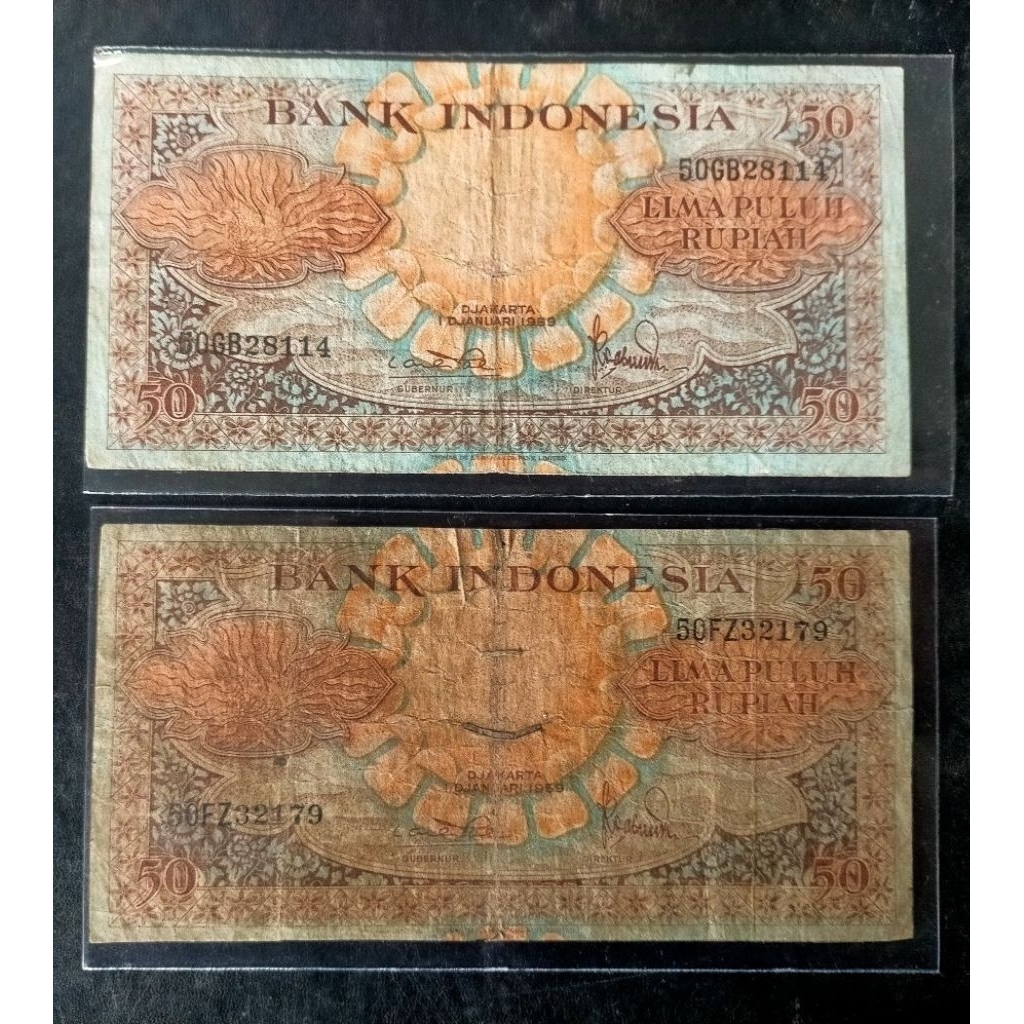 BANK INDONESIA 50
50GB28114
LIMA PULUH
RUPIAH
DJAKARTA
1 DJANUARI 1959
50GB28114
GUBERNUR DIREKTUR
50 50
BANK INDONESIA 50
50FZ32179
LIMA PULUH
RUPIAH
DJAKARTA
1 DJANUARI 1959
50FZ32179
GUBERNUR DIREKTUR
50 50